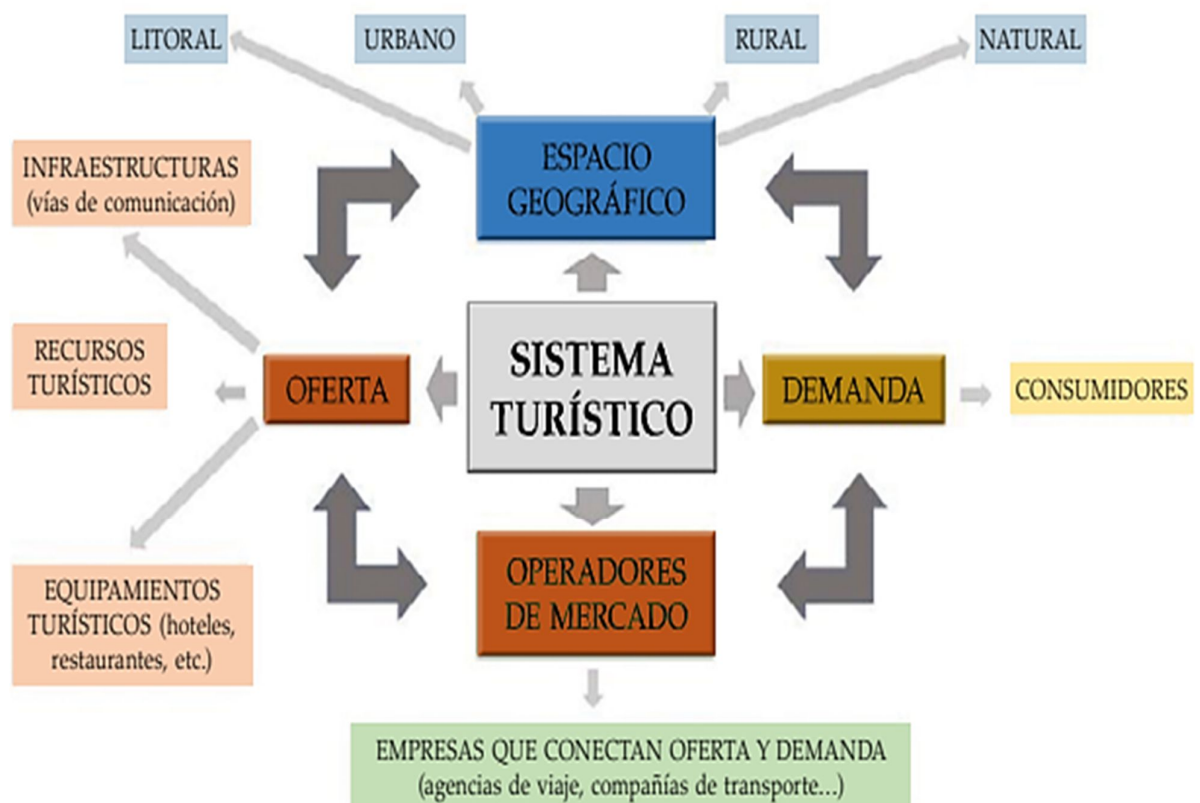 LITORAL
URBANO
RURAL
NATURAL
ESPACIO
GEOGRÁFICO
INFRAESTRUCTURAS
(vías de comunicación)
RECURSOS
TURÍSTICOS
OFERTA
SISTEMA
TURÍSTICO
DEMANDA
CONSUMIDORES
EQUIPAMIENTOS
TURÍSTICOS (hoteles,
restaurantes, etc.)
OPERADORES
DE MERCADO
EMPRESAS QUE CONECTAN OFERTA Y DEMANDA
(agencias de viaje, compañías de transporte...)